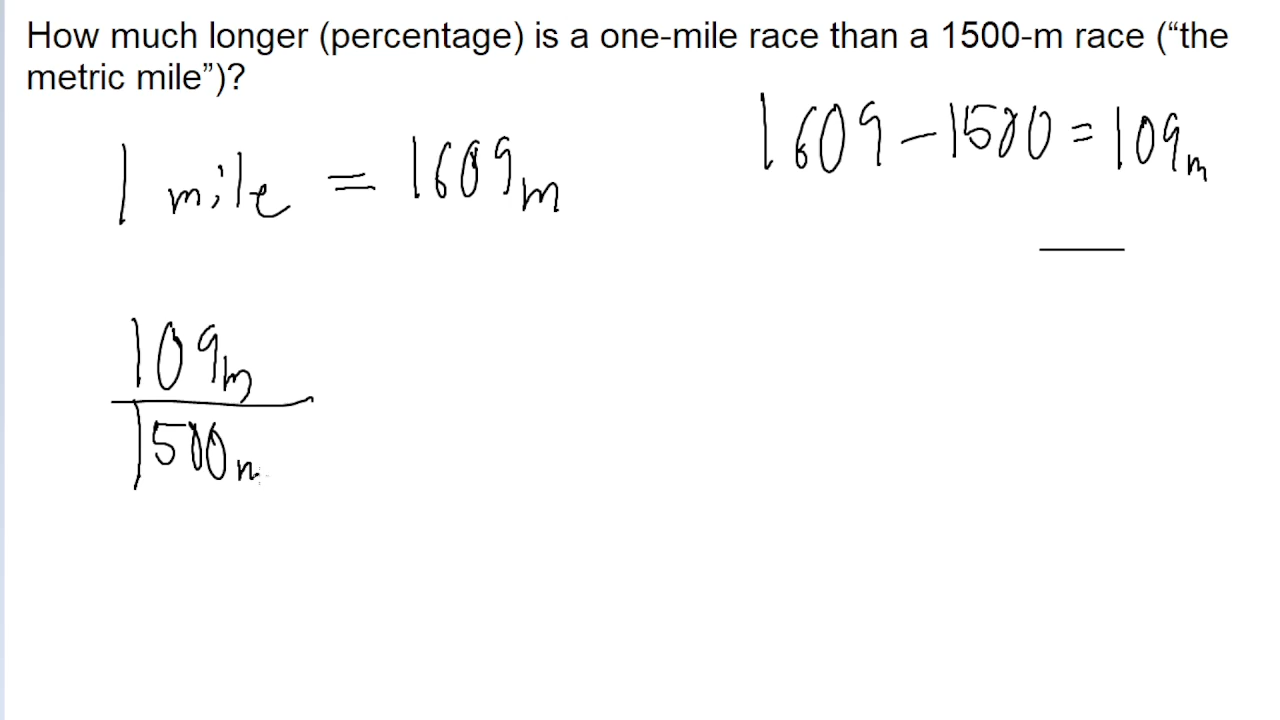 How much longer (percentage) is a one-mile race than a 1500-m race (“the
metric mile”)?
1609 - 1500 = 109m
1 mile = 1609m
109m
1500m